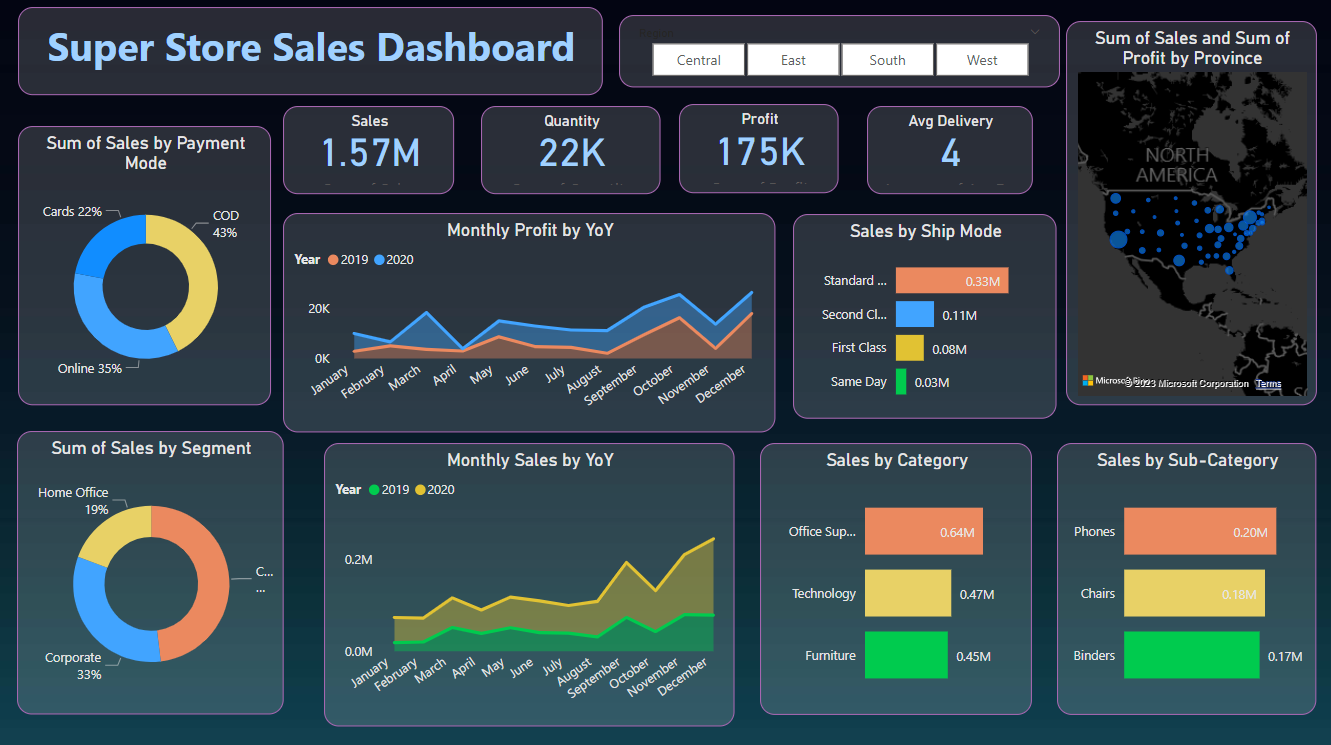 Super Store Sales Dashboard
Region
Central
East
South
West
Sum of Sales and Sum of
Profit by Province
NORTH
AMERICA
© 2023 Microsoft Corporation
Terms
Sales
1.57M
Quantity
22K
Profit
175K
Avg Delivery
4
Sum of Sales by Payment
Mode
Cards 22%
COD
43%
Online 35%
Monthly Profit by YoY
Year 2019 2020
20K
0K
January
February
March
April
May
June
July
August
September
October
November
December
Sales by Ship Mode
Standard ...
0.33M
Second Cl...
0.11M
First Class
0.08M
Same Day
0.03M
Sum of Sales by Segment
Home Office
19%
C...
...
Corporate
33%
Monthly Sales by YoY
Year 2019 2020
0.2M
0.0M
January
February
March
April
May
June
July
August
September
October
November
December
Sales by Category
Office Sup...
0.64M
Technology
0.47M
Furniture
0.45M
Sales by Sub-Category
Phones
0.20M
Chairs
0.18M
Binders
0.17M